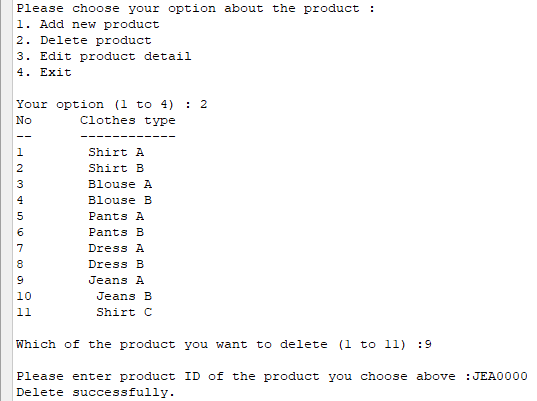 Please choose your option about the product :
1. Add new product
2. Delete product
3. Edit product detail
4. Exit
Your option (1 to 4) : 2
No      Clothes type
--      ------------
1        Shirt A
2        Shirt B
3        Blouse A
4        Blouse B
5        Pants A
6        Pants B
7        Dress A
8        Dress B
9        Jeans A
10        Jeans B
11        Shirt C
Which of the product you want to delete (1 to 11) :9
Please enter product ID of the product you choose above :JEA0000
Delete successfully.